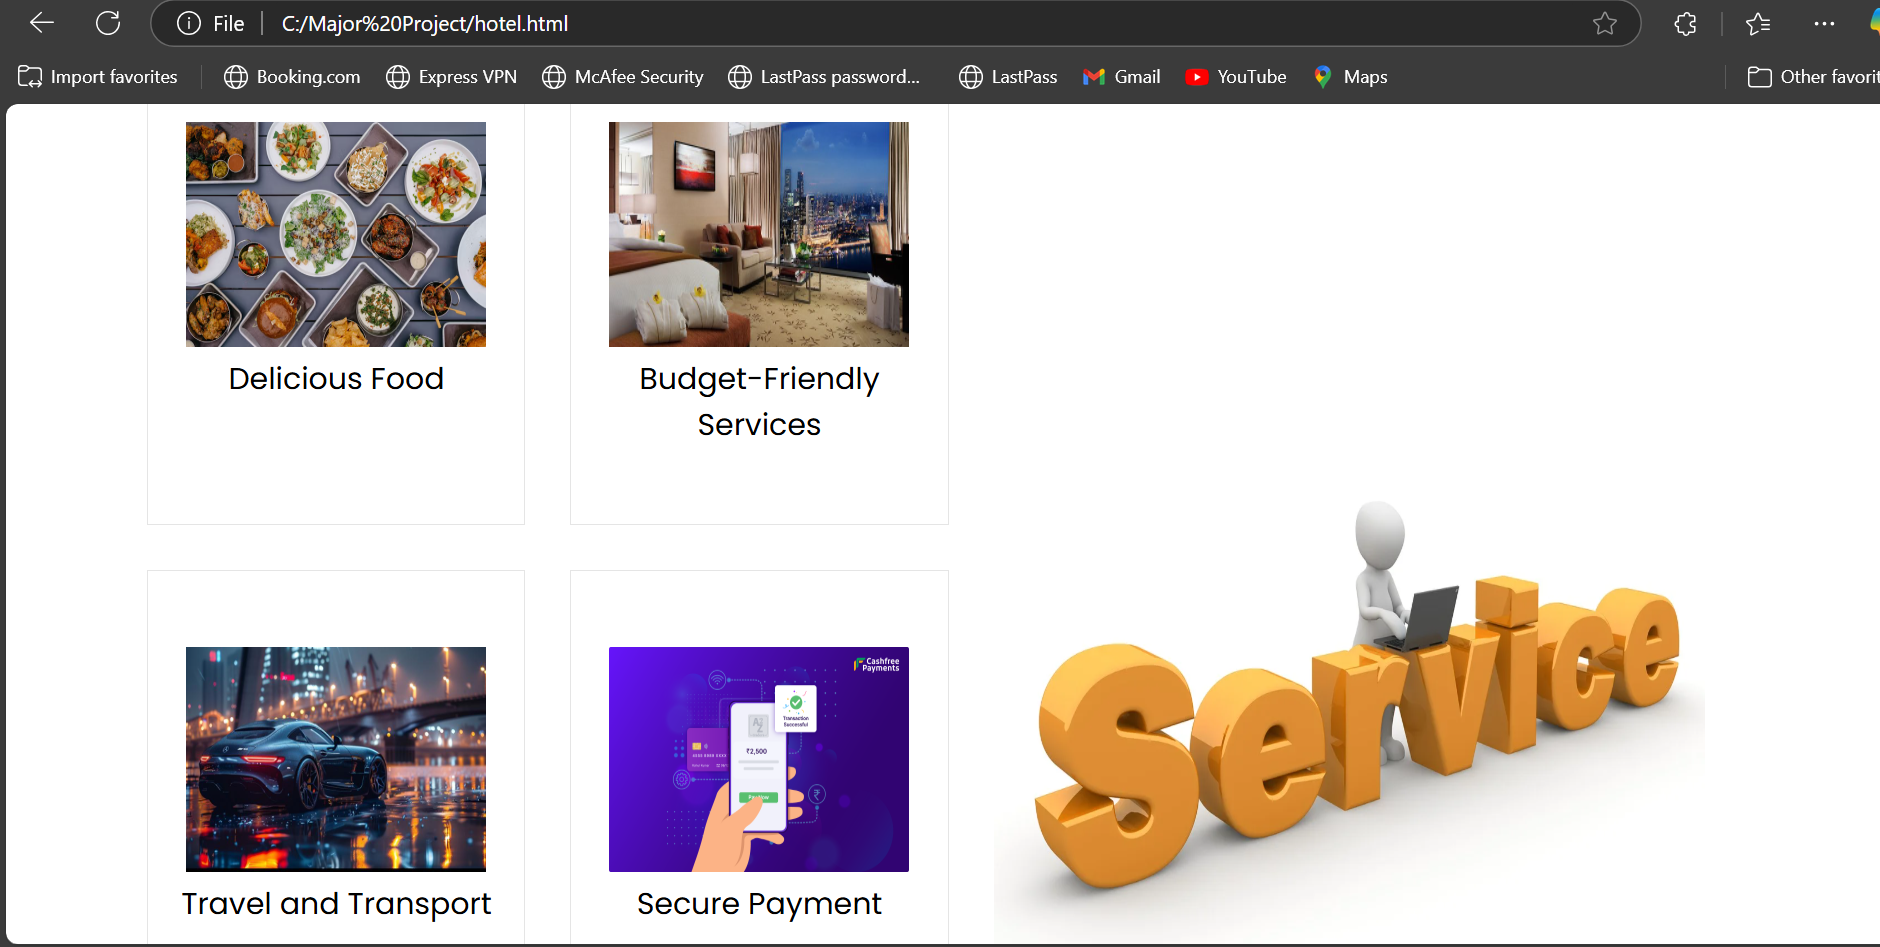 File
C:/Major%20Project/hotel.html
Import favorites
Booking.com
Express VPN
McAfee Security
LastPass password...
LastPass
Gmail
YouTube
Maps
Other favorit
Delicious Food
Budget-Friendly
Services
Cashfree
Payments
Transaction
Successful
₹2,500
Travel and Transport
Secure Payment
Service